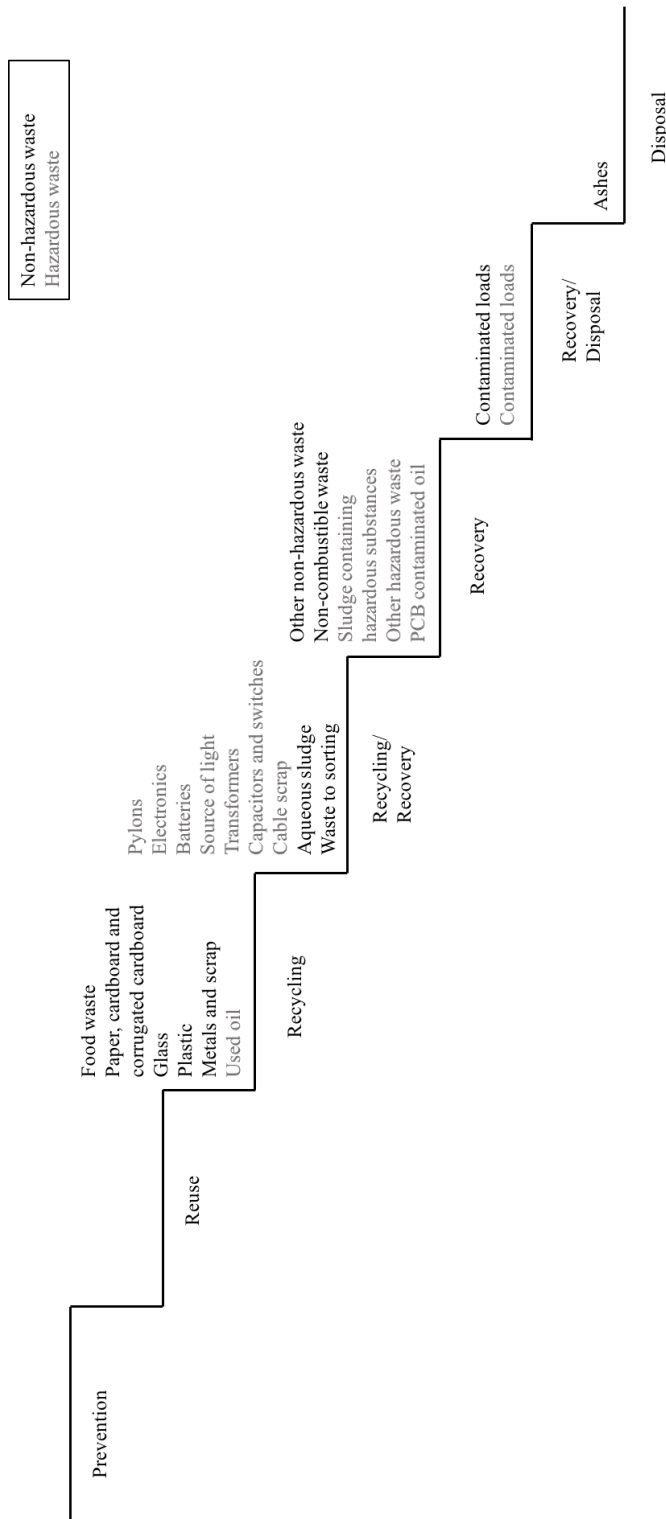 Non-hazardous waste
Hazardous waste
Prevention
Reuse
Food waste
Paper, cardboard and
corrugated cardboard
Glass
Plastic
Metals and scrap
Used oil
Recycling
Pylons
Electronics
Batteries
Source of light
Transformers
Capacitors and switches
Cable scrap
Aqueous sludge
Waste to sorting
Recycling/
Recovery
Other non-hazardous waste
Non-combustible waste
Sludge containing
hazardous substances
Other hazardous waste
PCB contaminated oil
Recovery
Contaminated loads
Contaminated loads
Recovery/
Disposal
Ashes
Disposal